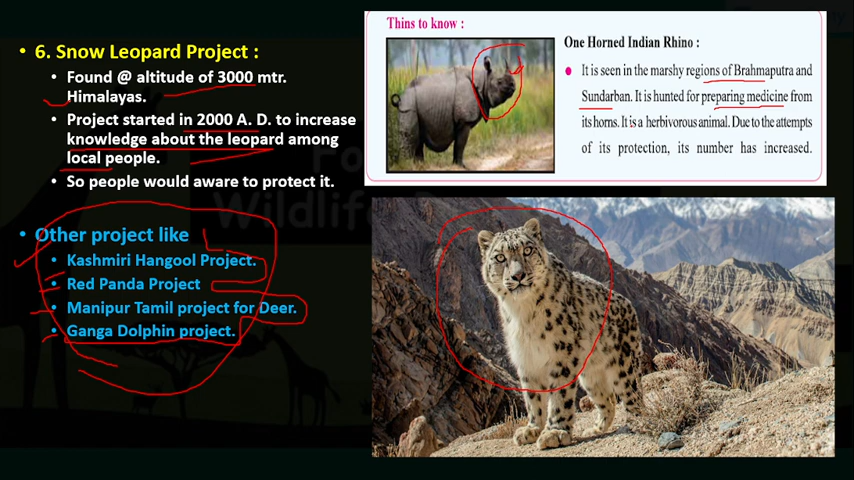 6. Snow Leopard Project :
Found @ altitude of 3000 mtr.
Himalayas.
Project started in 2000 A. D. to increase
knowledge about the leopard among
local people.
So people would aware to protect it.
Other project like
Kashmiri Hangool Project.
Red Panda Project
Manipur Tamil project for Deer.
Ganga Dolphin project.
Thins to know :
One Horned Indian Rhino :
It is seen in the marshy regions of Brahmaputra and
Sundarban. It is hunted for preparing medicine from
its horns. It is a herbivorous animal. Due to the attempts
of its protection, its number has increased.